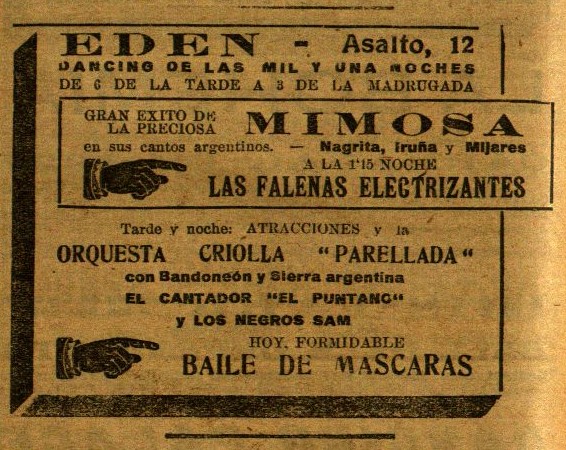 EDEN - Asalto, 12
DANCING DE LAS MIL Y UNA NOCHES
DE 6 DE LA TARDE A 3 DE LA MADRUGADA
GRAN EXITO DE
LA PRECIOSA MIMOSA
en sus cantos argentinos. — Nagrita, Iruña y Mijares
A LA 1'15 NOCHE
LAS FALENAS ELECTRIZANTES
Tarde y noche: ATRACCIONES y la
ORQUESTA CRIOLLA "PARELLADA"
con Bandoneón y Sierra argentina
EL CANTADOR "EL PUNTANO"
y LOS NEGROS SAM
HOY, FORMIDABLE
BAILE DE MASCARAS